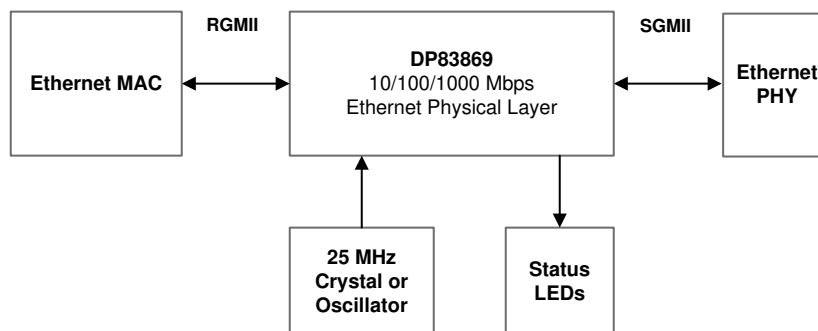 RGMII
SGMII
Ethernet MAC
DP83869
10/100/1000 Mbps
Ethernet Physical Layer
Ethernet
PHY
25 MHz
Crystal or
Oscillator
Status
LEDs